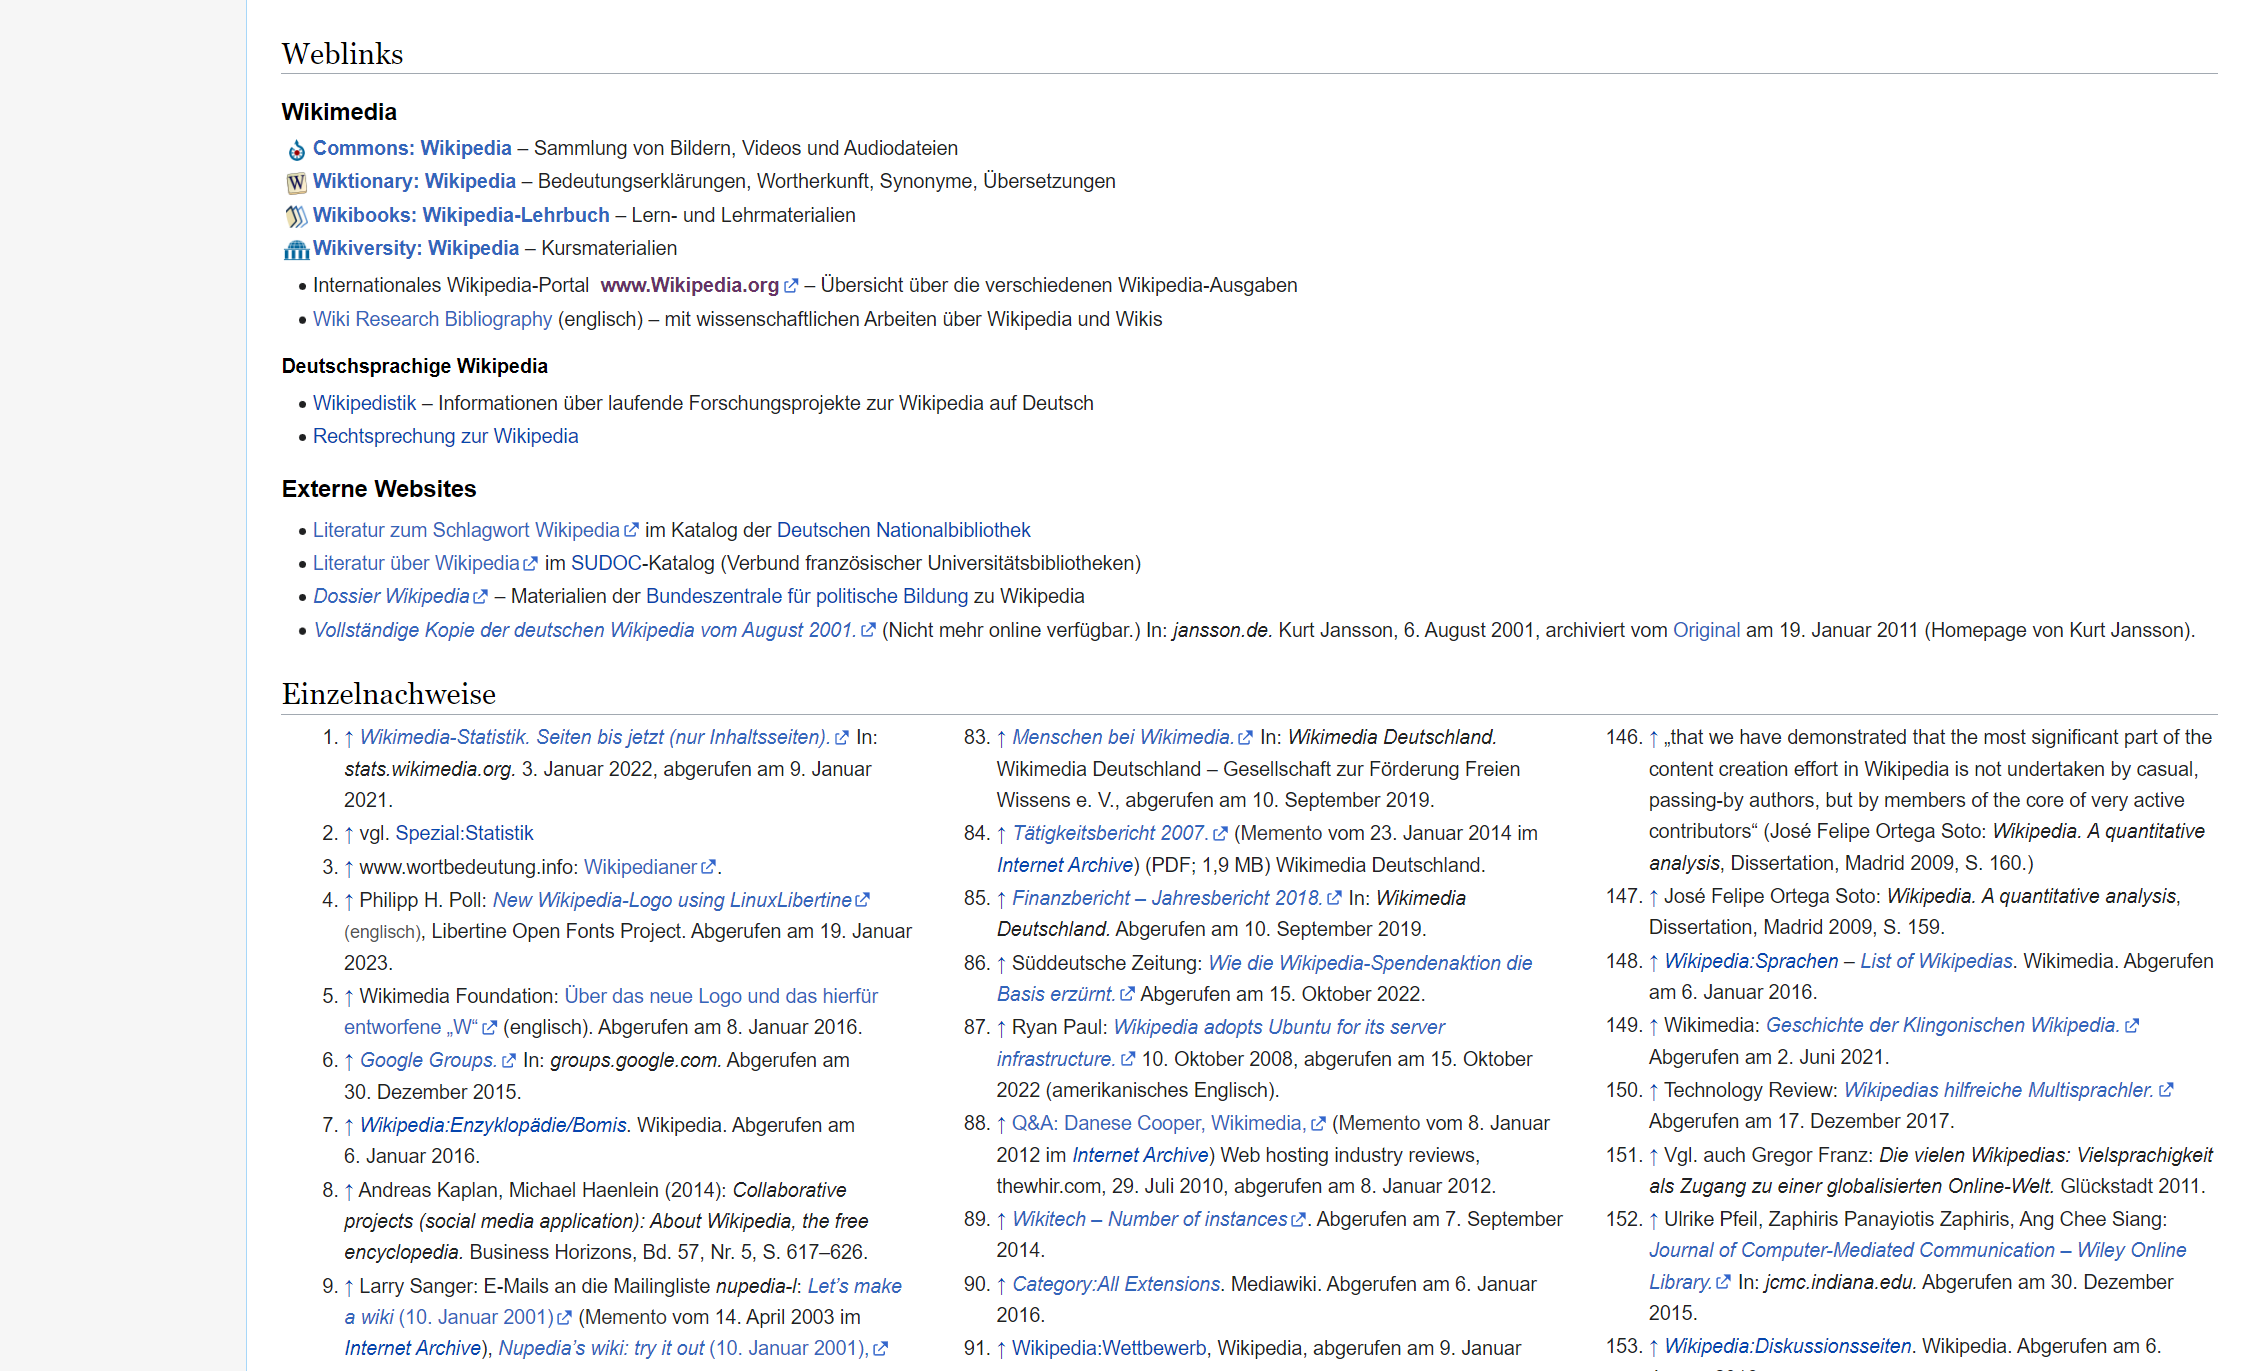 Weblinks
Wikimedia
Commons: Wikipedia – Sammlung von Bildern, Videos und Audiodateien
Wiktionary: Wikipedia – Bedeutungserklärungen, Wortherkunft, Synonyme, Übersetzungen
Wikibooks: Wikipedia-Lehrbuch – Lern- und Lehrmaterialien
Wikiversity: Wikipedia – Kursmaterialien
• Internationales Wikipedia-Portal www.Wikipedia.org – Übersicht über die verschiedenen Wikipedia-Ausgaben
• Wiki Research Bibliography (englisch) – mit wissenschaftlichen Arbeiten über Wikipedia und Wikis
Deutschsprachige Wikipedia
• Wikipedistik – Informationen über laufende Forschungsprojekte zur Wikipedia auf Deutsch
• Rechtsprechung zur Wikipedia
Externe Websites
• Literatur zum Schlagwort Wikipedia im Katalog der Deutschen Nationalbibliothek
• Literatur über Wikipedia im SUDOC-Katalog (Verbund französischer Universitätsbibliotheken)
• Dossier Wikipedia – Materialien der Bundeszentrale für politische Bildung zu Wikipedia
• Vollständige Kopie der deutschen Wikipedia vom August 2001. (Nicht mehr online verfügbar.) In: jansson.de. Kurt Jansson, 6. August 2001, archiviert vom Original am 19. Januar 2011 (Homepage von Kurt Jansson).
Einzelnachweise
1. ↑ Wikimedia-Statistik. Seiten bis jetzt (nur Inhaltsseiten). In:
stats.wikimedia.org. 3. Januar 2022, abgerufen am 9. Januar
2021.
2. ↑ vgl. Spezial:Statistik
3. ↑ www.wortbedeutung.info: Wikipedianer.
4. ↑ Philipp H. Poll: New Wikipedia-Logo using LinuxLibertine
(englisch), Libertine Open Fonts Project. Abgerufen am 19. Januar
2023.
5. ↑ Wikimedia Foundation: Über das neue Logo und das hierfür
entworfene „W“ (englisch). Abgerufen am 8. Januar 2016.
6. ↑ Google Groups. In: groups.google.com. Abgerufen am
30. Dezember 2015.
7. ↑ Wikipedia:Enzyklopädie/Bomis. Wikipedia. Abgerufen am
6. Januar 2016.
8. ↑ Andreas Kaplan, Michael Haenlein (2014): Collaborative
projects (social media application): About Wikipedia, the free
encyclopedia. Business Horizons, Bd. 57, Nr. 5, S. 617–626.
9. ↑ Larry Sanger: E-Mails an die Mailingliste nupedia-l: Let’s make
a wiki (10. Januar 2001) (Memento vom 14. April 2003 im
Internet Archive), Nupedia’s wiki: try it out (10. Januar 2001),
83. ↑ Menschen bei Wikimedia. In: Wikimedia Deutschland.
Wikimedia Deutschland – Gesellschaft zur Förderung Freien
Wissens e. V., abgerufen am 10. September 2019.
84. ↑ Tätigkeitsbericht 2007. (Memento vom 23. Januar 2014 im
Internet Archive) (PDF; 1,9 MB) Wikimedia Deutschland.
85. ↑ Finanzbericht – Jahresbericht 2018. In: Wikimedia
Deutschland. Abgerufen am 10. September 2019.
86. ↑ Süddeutsche Zeitung: Wie die Wikipedia-Spendenaktion die
Basis erzürnt. Abgerufen am 15. Oktober 2022.
87. ↑ Ryan Paul: Wikipedia adopts Ubuntu for its server
infrastructure. 10. Oktober 2008, abgerufen am 15. Oktober
2022 (amerikanisches Englisch).
88. ↑ Q&A: Danese Cooper, Wikimedia, (Memento vom 8. Januar
2012 im Internet Archive) Web hosting industry reviews,
thewhir.com, 29. Juli 2010, abgerufen am 8. Januar 2012.
89. ↑ Wikitech – Number of instances. Abgerufen am 7. September
2014.
90. ↑ Category:All Extensions. Mediawiki. Abgerufen am 6. Januar
2016.
91. ↑ Wikipedia:Wettbewerb, Wikipedia, abgerufen am 9. Januar
146. ↑ „that we have demonstrated that the most significant part of the
content creation effort in Wikipedia is not undertaken by casual,
passing-by authors, but by members of the core of very active
contributors“ (José Felipe Ortega Soto: Wikipedia. A quantitative
analysis, Dissertation, Madrid 2009, S. 160.)
147. ↑ José Felipe Ortega Soto: Wikipedia. A quantitative analysis,
Dissertation, Madrid 2009, S. 159.
148. ↑ Wikipedia:Sprachen – List of Wikipedias. Wikimedia. Abgerufen
am 6. Januar 2016.
149. ↑ Wikimedia: Geschichte der Klingonischen Wikipedia.
Abgerufen am 2. Juni 2021.
150. ↑ Technology Review: Wikipedias hilfreiche Multisprachler.
Abgerufen am 17. Dezember 2017.
151. ↑ Vgl. auch Gregor Franz: Die vielen Wikipedias: Vielsprachigkeit
als Zugang zu einer globalisierten Online-Welt. Glückstadt 2011.
152. ↑ Ulrike Pfeil, Zaphiris Panayiotis Zaphiris, Ang Chee Siang:
Journal of Computer-Mediated Communication – Wiley Online
Library. In: jcmc.indiana.edu. Abgerufen am 30. Dezember
2015.
153. ↑ Wikipedia:Diskussionsseiten. Wikipedia. Abgerufen am 6.